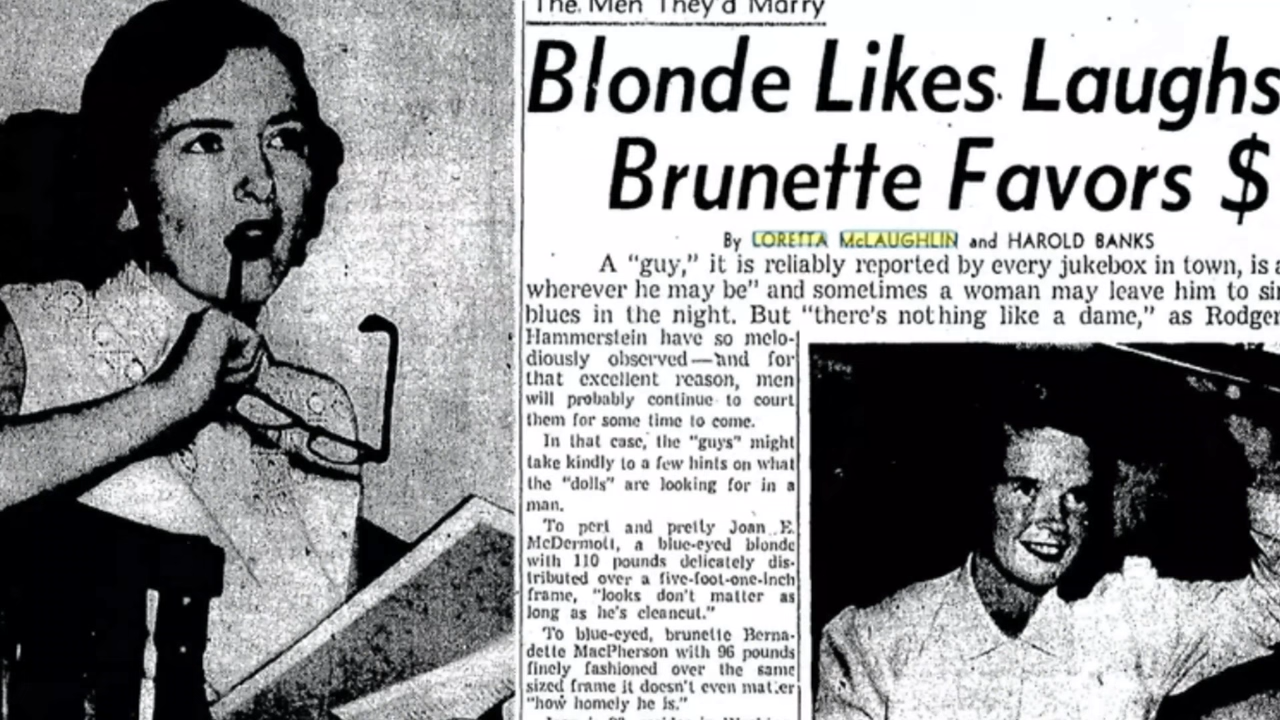 The Men They'd Marry
Blonde Likes Laughs
Brunette Favors $
By LORETTA McLAUGHLIN and HAROLD BANKS
A "guy," it is reliably reported by every jukebox in town, is a
wherever he may be" and sometimes a woman may leave him to sin
blues in the night. But "there's nothing like a dame," as Rodger
Hammerstein have so melo-
diously observed—and for
that excellent reason, men
will probably continue to court
them for some time to come.
In that case, the "guys" might
take kindly to a few hints on what
the "dolls" are looking for in a
man.
To pert and pretty Joan E.
McDermott, a blue-eyed blonde
with 110 pounds delicately dis-
tributed over a five-foot-one-inch
frame, "looks don't matter as
long as he's cleancut."
To blue-eyed, brunette Berna-
dette MacPherson with 96 pounds
finely fashioned over the same
sized frame it doesn't even matter
"how homely he is."